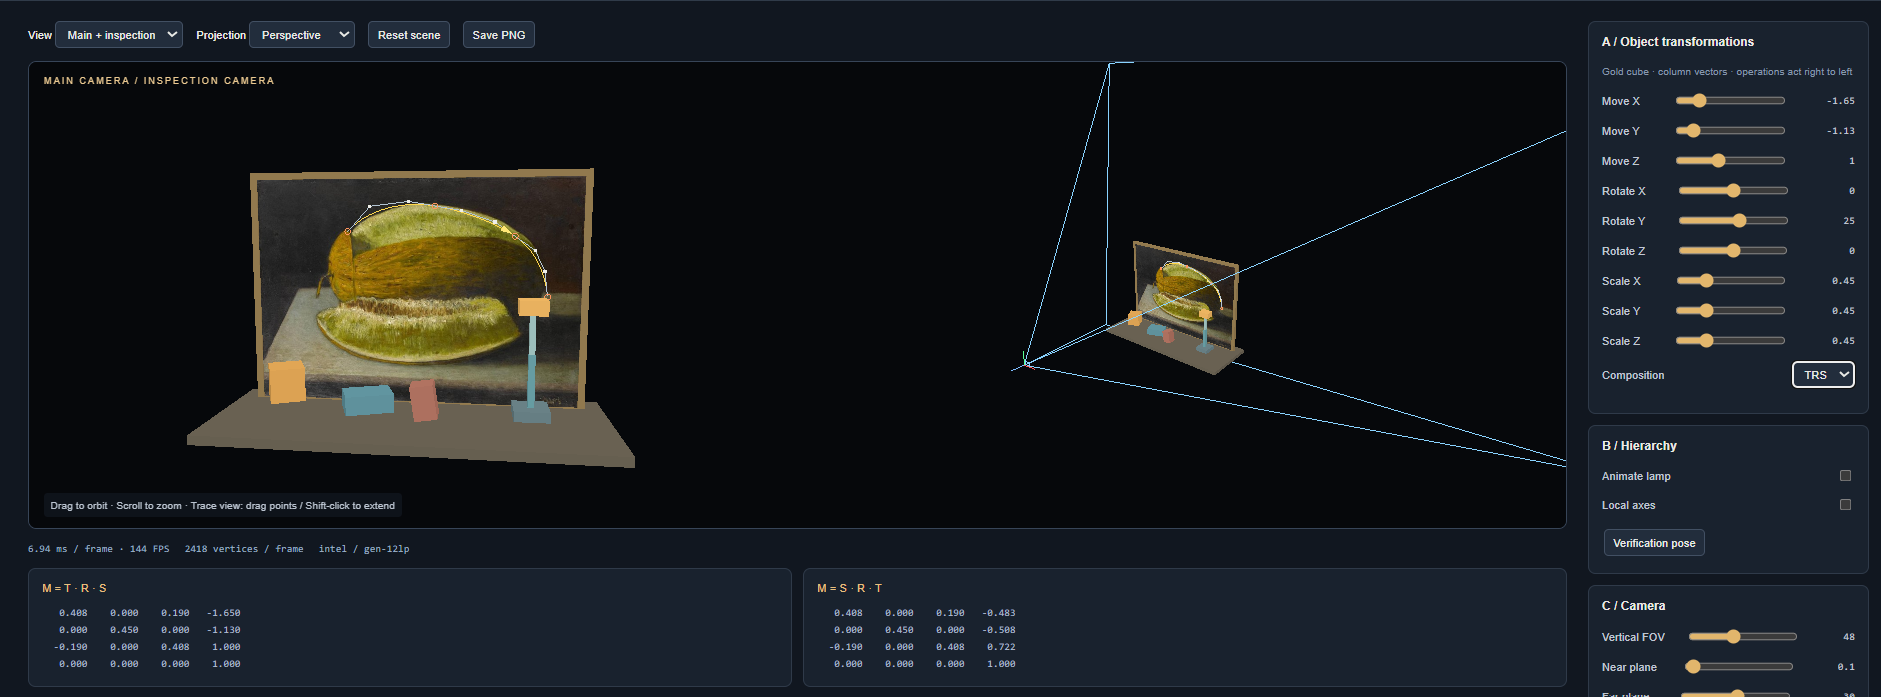 View Main + inspection Projection Perspective Reset scene Save PNG
MAIN CAMERA / INSPECTION CAMERA
Drag to orbit · Scroll to zoom · Trace view: drag points / Shift-click to extend
6.94 ms / frame · 144 FPS 2418 vertices / frame intel / gen-12lp
M = T · R · S
0.408 0.000 0.190 -1.650
0.000 0.450 0.000 -1.130
-0.190 0.000 0.408 1.000
0.000 0.000 0.000 1.000
M = S · R · T
0.408 0.000 0.190 -0.483
0.000 0.450 0.000 -0.508
-0.190 0.000 0.408 0.722
0.000 0.000 0.000 1.000
A / Object transformations
Gold cube · column vectors · operations act right to left
Move X -1.65
Move Y -1.13
Move Z 1
Rotate X 0
Rotate Y 25
Rotate Z 0
Scale X 0.45
Scale Y 0.45
Scale Z 0.45
Composition TRS
B / Hierarchy
Animate lamp
Local axes
Verification pose
C / Camera
Vertical FOV 48
Near plane 0.1
Far plane 30